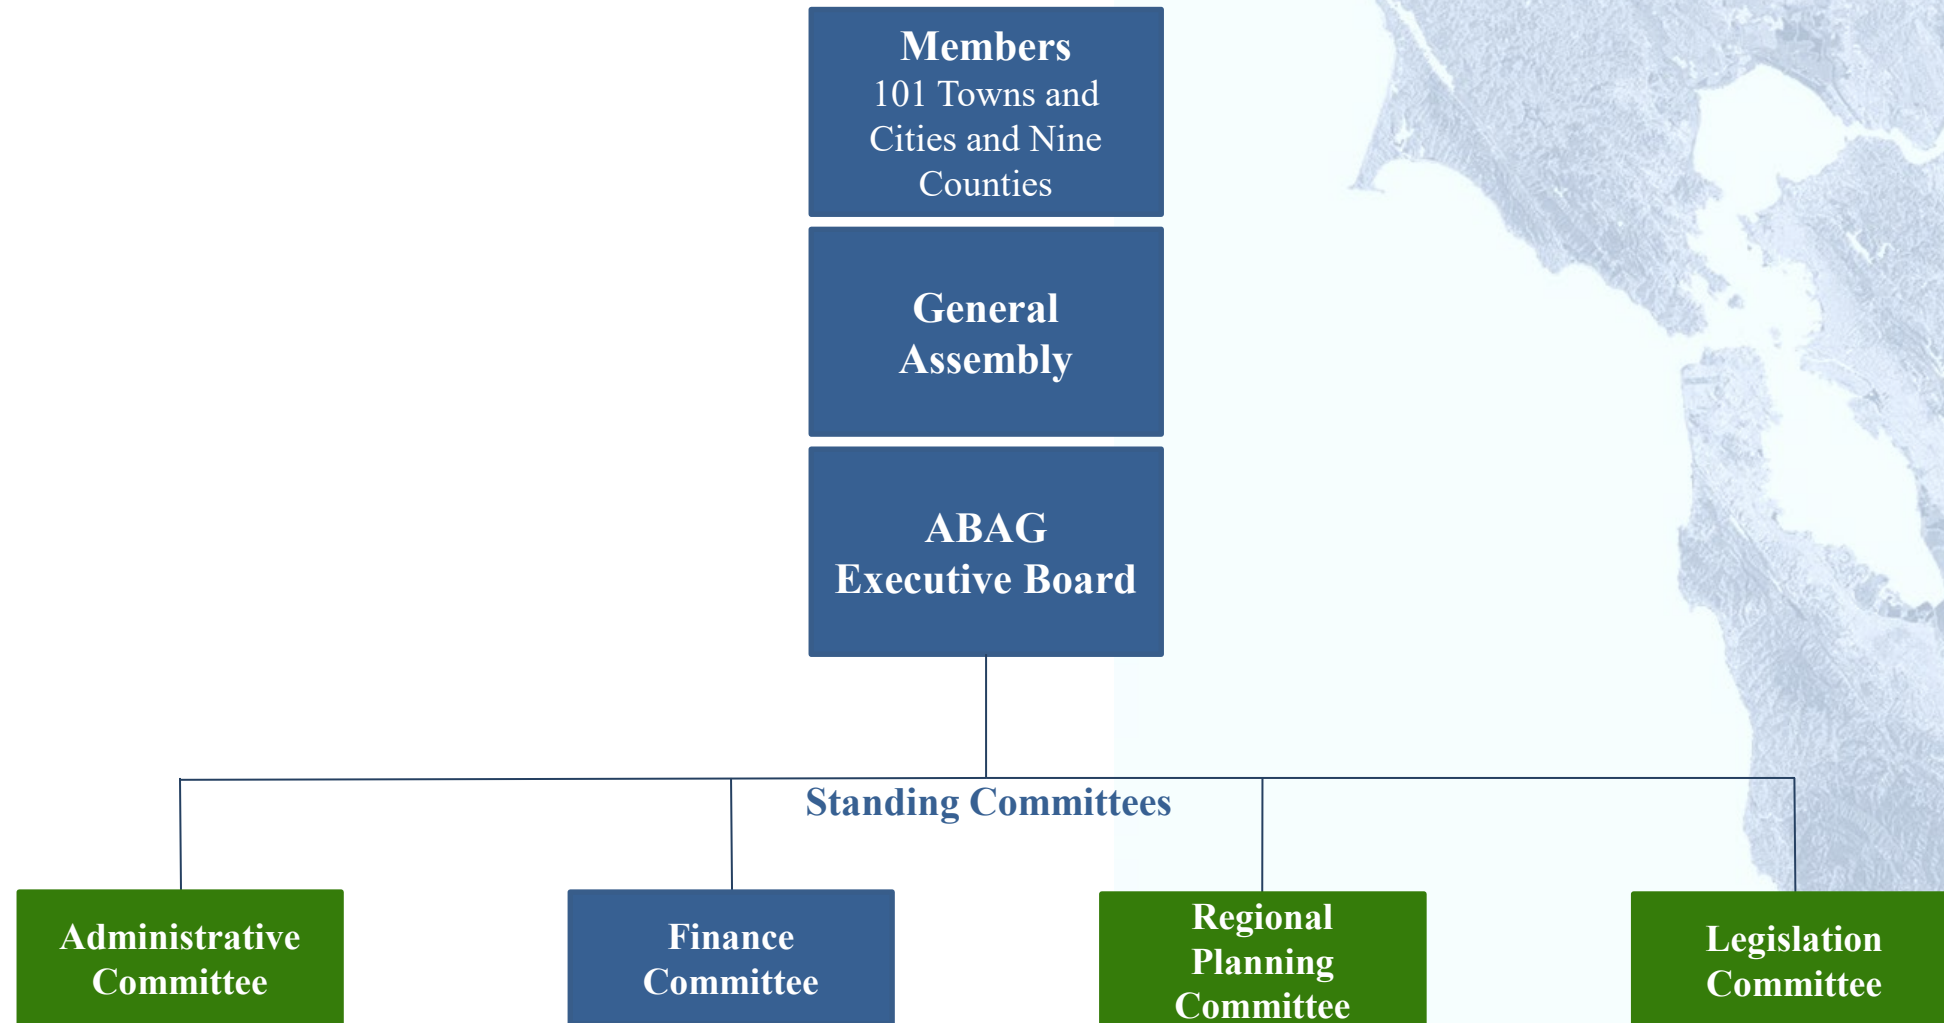 Members
101 Towns and
Cities and Nine
Counties
General
Assembly
ABAG
Executive Board
Standing Committees
Administrative
Committee
Finance
Committee
Regional
Planning
Committee
Legislation
Committee